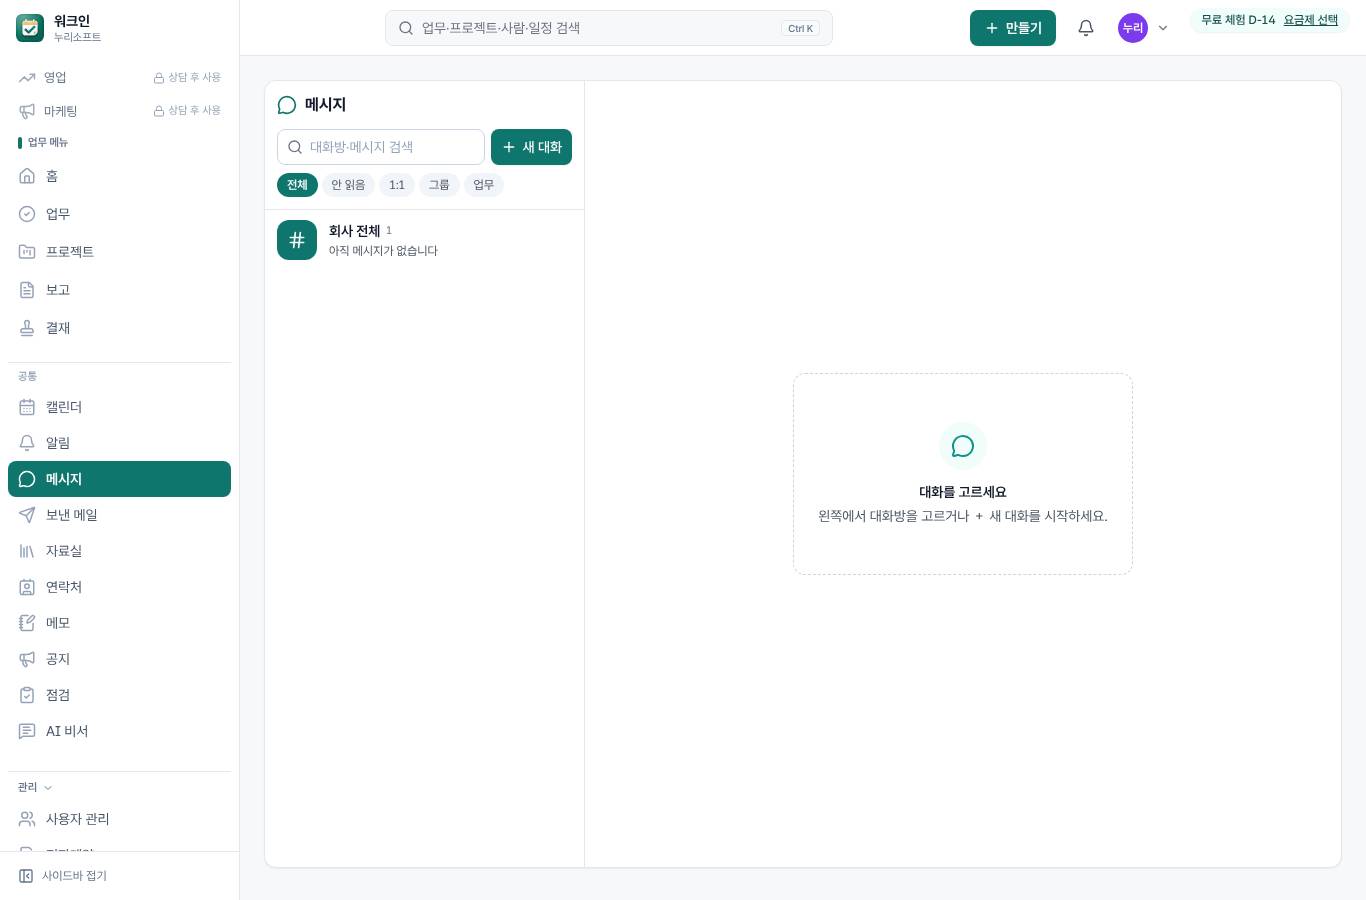 워크인
누리소프트
영업 상담 후 사용
마케팅 상담 후 사용
업무 메뉴
홈
업무
프로젝트
보고
결재
공통
캘린더
알림
메시지
보낸 메일
자료실
연락처
메모
공지
점검
AI 비서
관리
사용자 관리
사이드바 접기
업무·프로젝트·사람·일정 검색 Ctrl K
+ 만들기
누리
무료 체험 D-14 요금제 선택
메시지
대화방·메시지 검색
+ 새 대화
전체 안 읽음 1:1 그룹 업무
# 회사 전체 1
아직 메시지가 없습니다
대화를 고르세요
왼쪽에서 대화방을 고르거나 + 새 대화를 시작하세요.